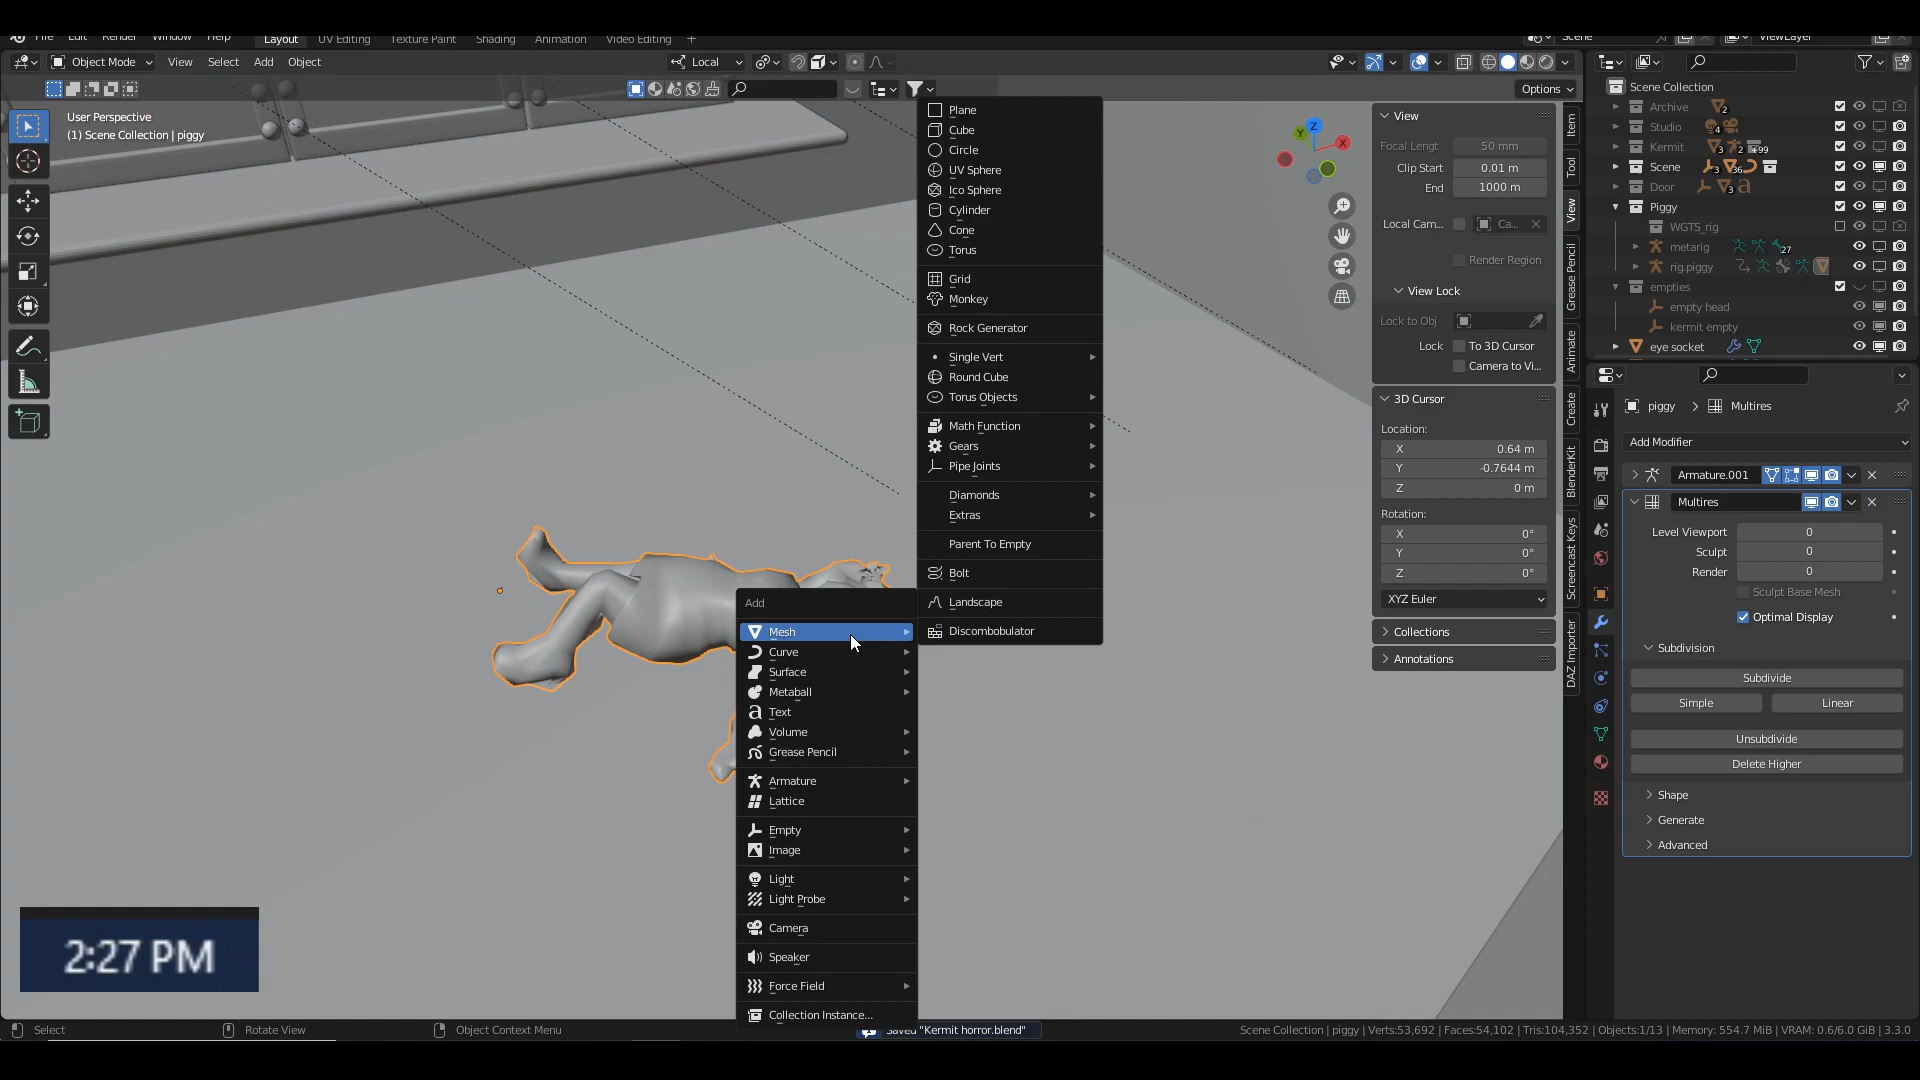 File Edit Render Window Help Layout UV Editing Texture Paint Shading Animation Video Editing + Scene ViewLayer
Object Mode View Select Add Object Local
Options
User Perspective
(1) Scene Collection | piggy
Z
Y
X
Plane
Cube
Circle
UV Sphere
Ico Sphere
Cylinder
Cone
Torus
Grid
Monkey
Rock Generator
Single Vert
Round Cube
Torus Objects
Math Function
Gears
Pipe Joints
Diamonds
Extras
Parent To Empty
Bolt
Landscape
Discombobulator
Add
Mesh
Curve
Surface
Metaball
Text
Volume
Grease Pencil
Armature
Lattice
Empty
Image
Light
Light Probe
Camera
Speaker
Force Field
Collection Instance...
View
Focal Lengt 50 mm
Clip Start 0.01 m
End 1000 m
Local Cam... Ca...
Render Region
View Lock
Lock to Obj
Lock To 3D Cursor
Camera to Vi...
3D Cursor
Location:
X 0.64 m
Y -0.7644 m
Z 0 m
Rotation:
X 0°
Y 0°
Z 0°
XYZ Euler
Collections
Annotations
Item
Tool
View
Grease Pencil
Animate
Create
BlenderKit
Screencast Keys
DAZ Importer
Scene Collection
Archive 2
Studio 4
Kermit 3 2 +99
Scene 3 36
Door 3
Piggy
WGTS_rig
metarig 27
rig.piggy
empties
empty head
kermit empty
eye socket
piggy > Multires
Add Modifier
Armature.001
Multires
Level Viewport 0
Sculpt 0
Render 0
Sculpt Base Mesh
Optimal Display
Subdivision
Subdivide
Simple Linear
Unsubdivide
Delete Higher
Shape
Generate
Advanced
2:27 PM
Select Rotate View Object Context Menu Saved "Kermit horror.blend" Scene Collection | piggy | Verts:53,692 | Faces:54,102 | Tris:104,352 | Objects:1/13 | Memory: 554.7 MiB | VRAM: 0.6/6.0 GiB | 3.3.0